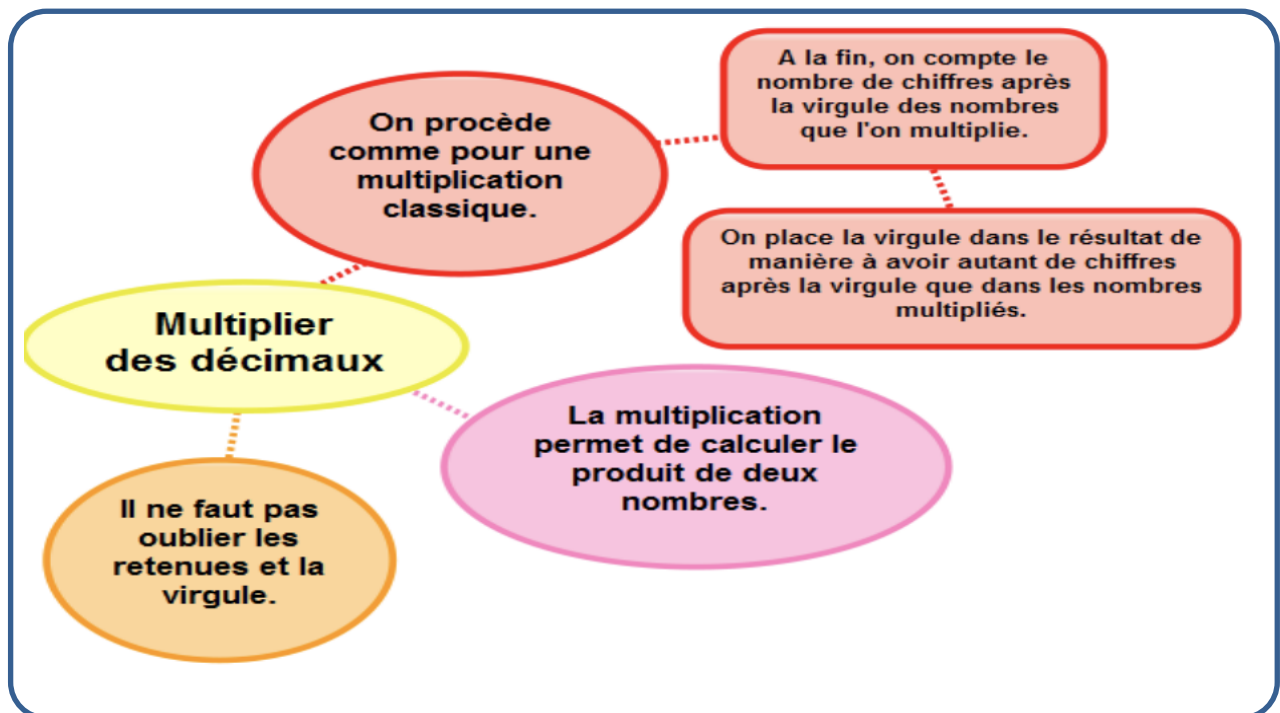 Multiplier
des décimaux
On procède
comme pour une
multiplication
classique.
A la fin, on compte le
nombre de chiffres après
la virgule des nombres
que l'on multiplie.
On place la virgule dans le résultat de
manière à avoir autant de chiffres
après la virgule que dans les nombres
multipliés.
La multiplication
permet de calculer le
produit de deux
nombres.
Il ne faut pas
oublier les
retenues et la
virgule.